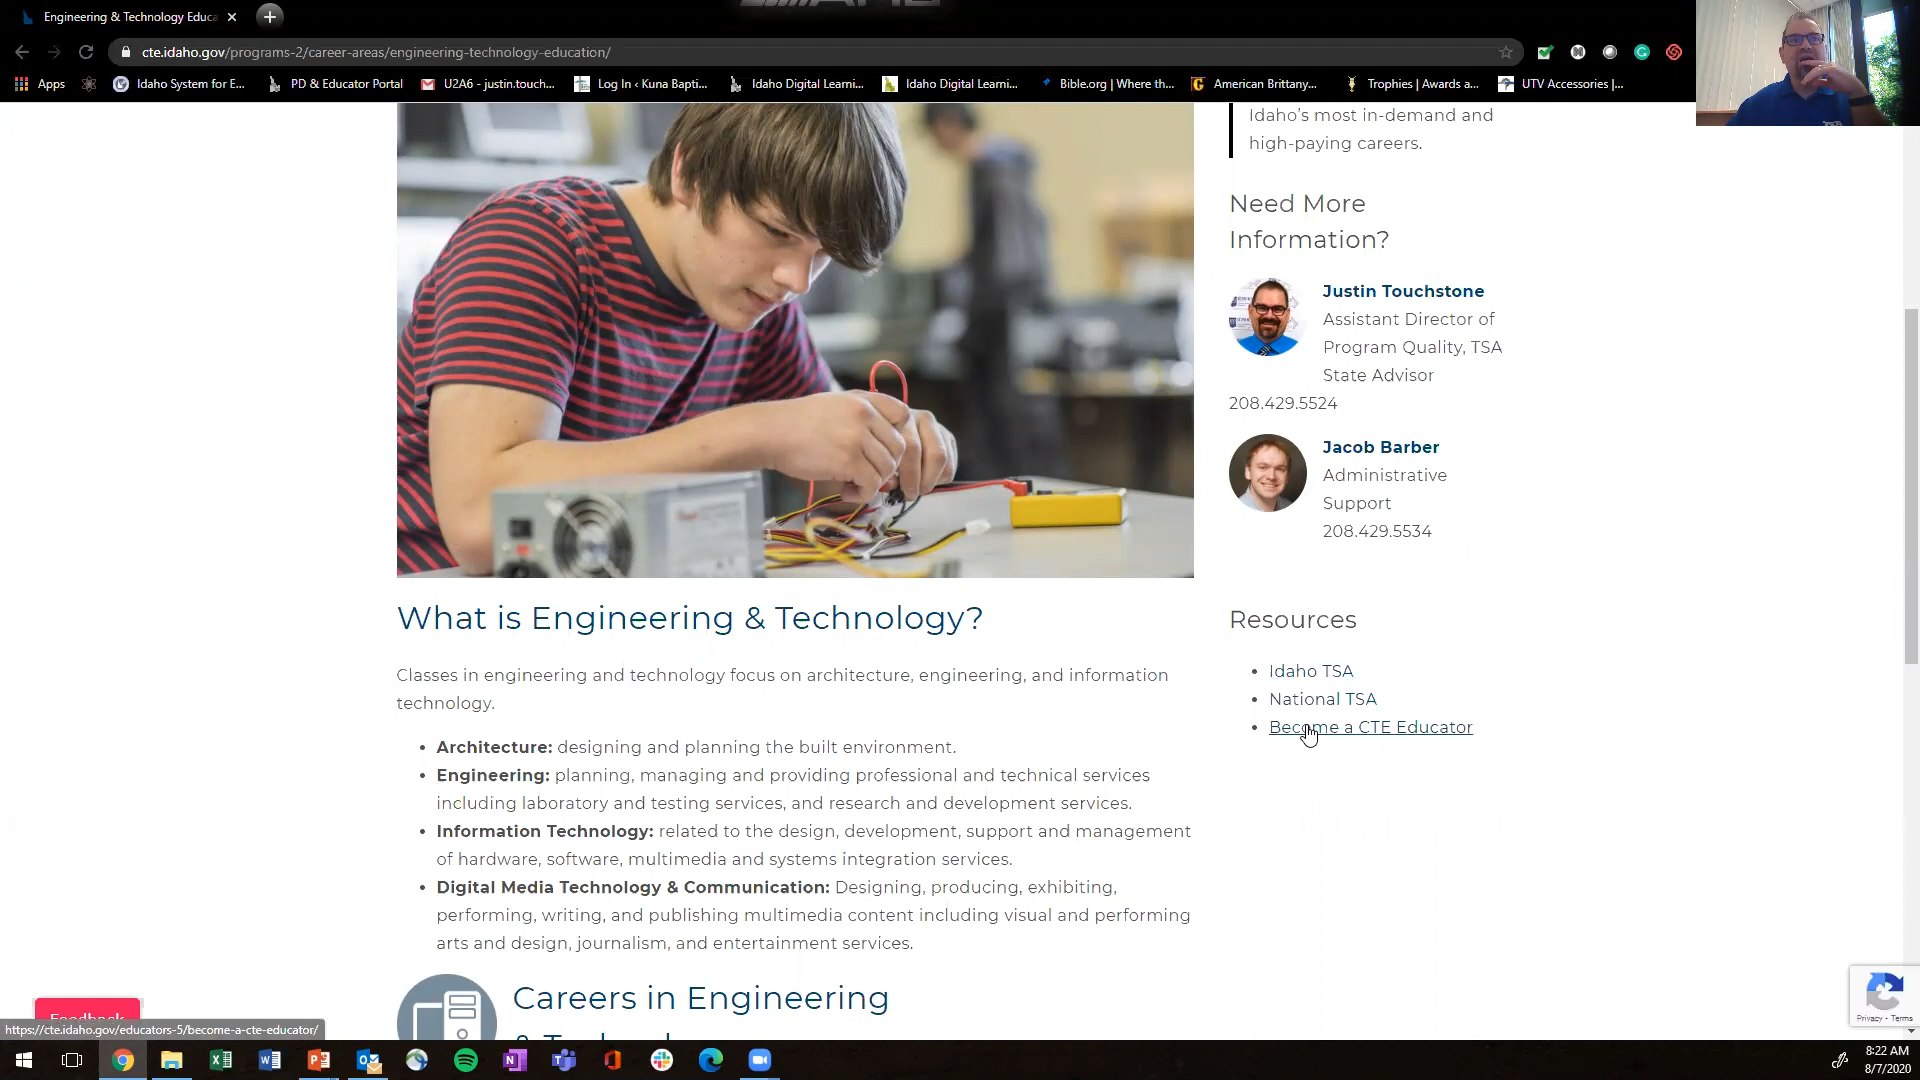 Engineering & Technology Educa
cte.idaho.gov/programs-2/career-areas/engineering-technology-education/
Apps
Idaho System for E...
PD & Educator Portal
U2A6 - justin.touch...
Log In ‹ Kuna Bapti...
Idaho Digital Learni...
Idaho Digital Learni...
Bible.org | Where th...
American Brittany...
Trophies | Awards a...
UTV Accessories |...
Idaho's most in-demand and
high-paying careers.
Need More
Information?
Justin Touchstone
Assistant Director of
Program Quality, TSA
State Advisor
208.429.5524
Jacob Barber
Administrative
Support
208.429.5534
What is Engineering & Technology?
Classes in engineering and technology focus on architecture, engineering, and information
technology.
• Architecture: designing and planning the built environment.
• Engineering: planning, managing and providing professional and technical services
including laboratory and testing services, and research and development services.
• Information Technology: related to the design, development, support and management
of hardware, software, multimedia and systems integration services.
• Digital Media Technology & Communication: Designing, producing, exhibiting,
performing, writing, and publishing multimedia content including visual and performing
arts and design, journalism, and entertainment services.
Resources
• Idaho TSA
• National TSA
• Become a CTE Educator
Careers in Engineering
& Technology
Feedback
Privacy - Terms
https://cte.idaho.gov/educators-5/become-a-cte-educator/
8:22 AM
8/7/2020